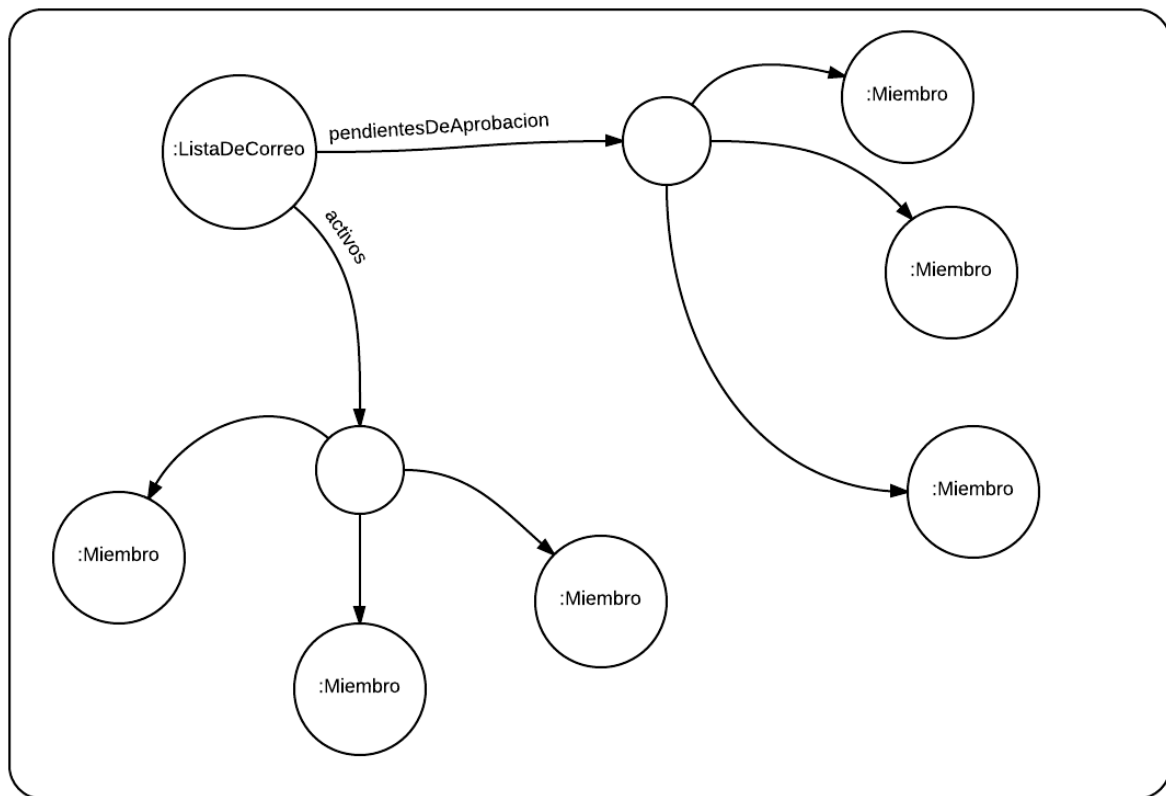 :Miembro
:ListaDeCorreo
pendientesDeAprobacion
activos
:Miembro
:Miembro
:Miembro
:Miembro
:Miembro